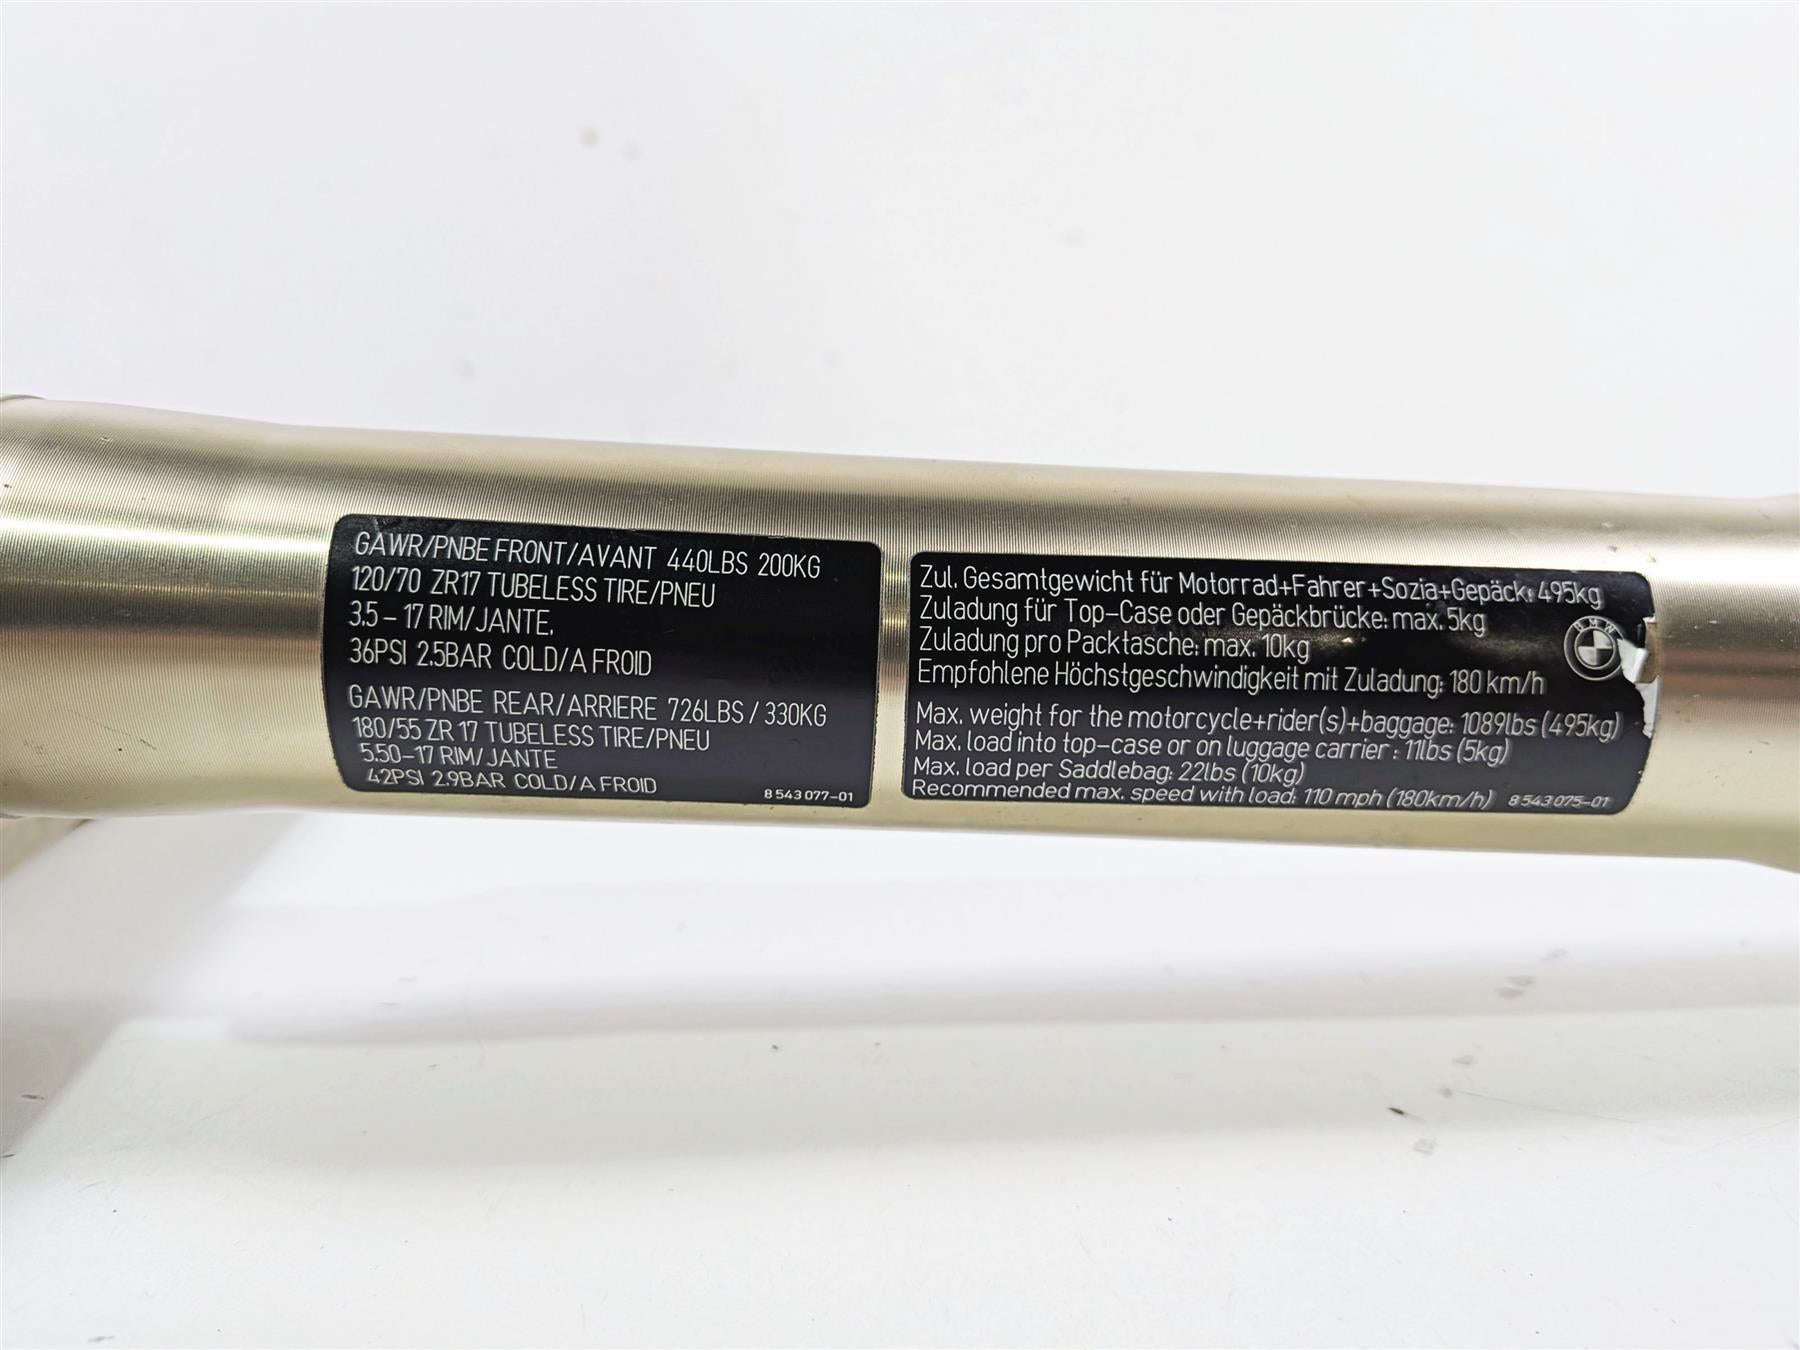 GAWR/PNBE FRONT/AVANT 440LBS 200KG
120/70 ZR17 TUBELESS TIRE/PNEU
3.5 – 17 RIM/JANTE,
36PSI 2.5BAR COLD/A FROID
GAWR/PNBE REAR/ARRIERE 726LBS / 330KG
180/55 ZR 17 TUBELESS TIRE/PNEU
5.50–17 RIM/JANTE
42PSI 2.9BAR COLD/A FROID
8 543 077-01
Zul. Gesamtgewicht für Motorrad+Fahrer+Sozia+Gepäck: 495kg
Zuladung für Top-Case oder Gepäckbrücke: max. 5kg
Zuladung pro Packtasche: max. 10kg
Empfohlene Höchstgeschwindigkeit mit Zuladung: 180 km/h
BMW
Max. weight for the motorcycle+rider(s)+baggage: 1089lbs (495kg)
Max. load into top-case or on luggage carrier : 11lbs (5kg)
Max. load per Saddlebag: 22lbs (10kg)
Recommended max. speed with load: 110 mph (180km/h)
8 543 075-01